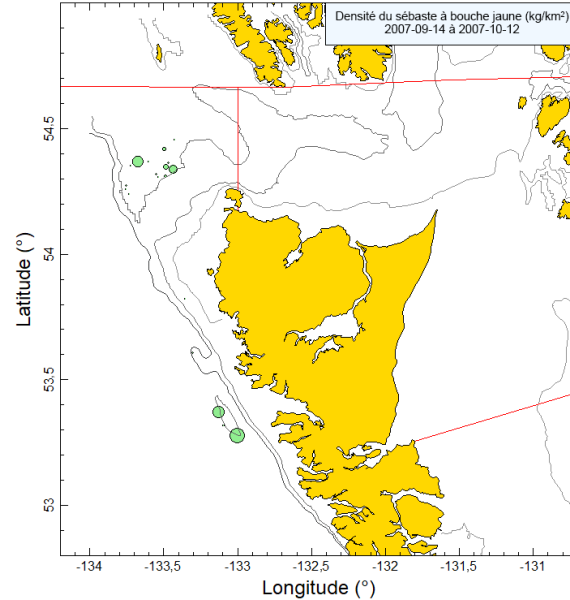 Densité du sébaste à bouche jaune (kg/km²)
2007-09-14 à 2007-10-12
54,5
54
53,5
53
Latitude (°)
-134
-133,5
-133
-132,5
-132
-131,5
-131
Longitude (°)